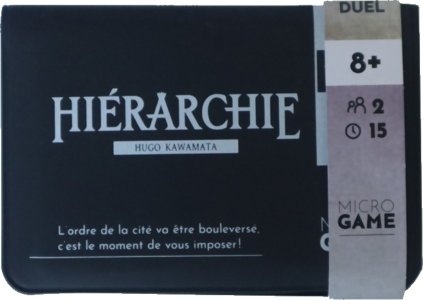 DUEL
8+
2
15
HIÉRARCHIE
HUGO KAWAMATA
MICRO
GAME
L'ordre de la cité va être bouleversé,
c'est le moment de vous imposer!